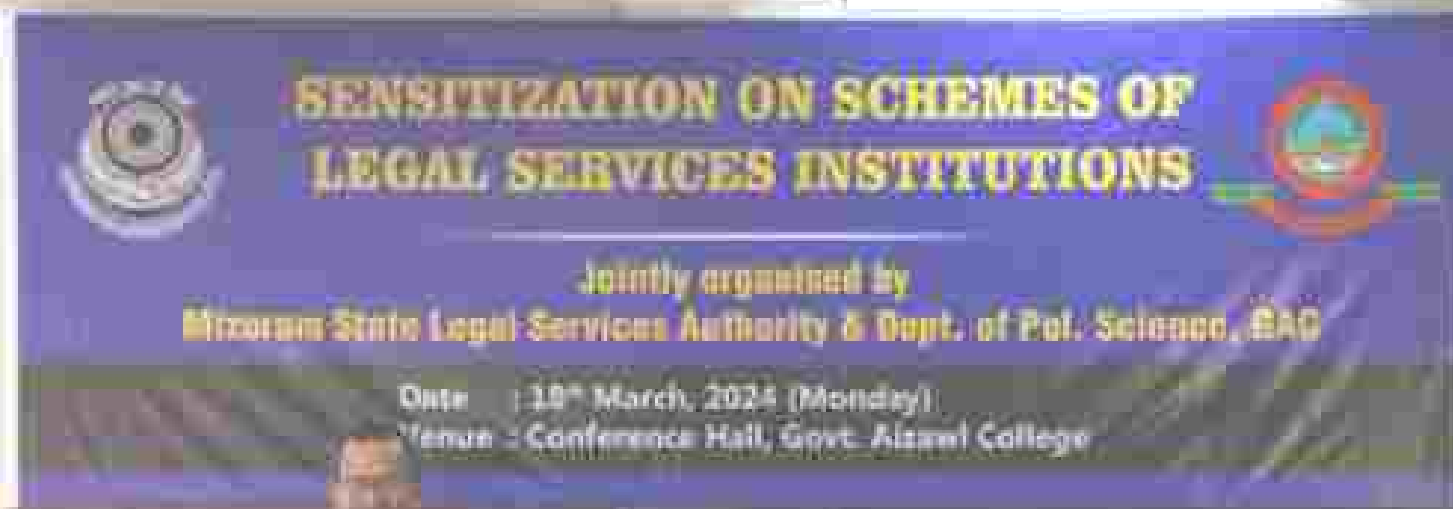 SENSITIZATION ON SCHEMES OF
LEGAL SERVICES INSTITUTIONS
Jointly organised by
Mizoram State Legal Services Authority & Dept. of Pol. Science, GAC
Date : 18th March, 2024 (Monday)
Venue : Conference Hall, Govt. Aizawl College